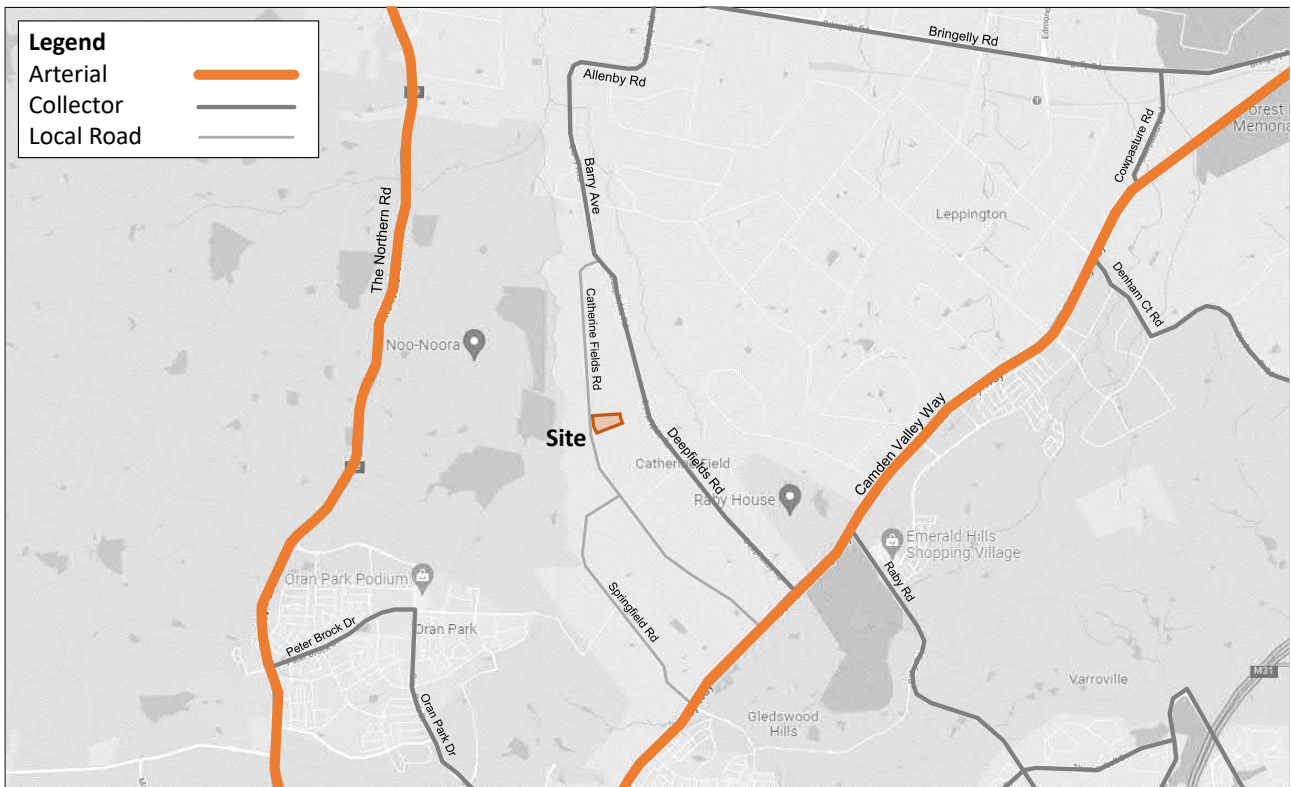 Legend
Arterial
Collector
Local Road
Bringelly Rd
Allenby Rd
Cowpasture Rd
Barry Ave
The Northern Rd
Leppington
Denham Ct Rd
Catherine Fields Rd
Noo-Noora
Site
Deepfields Rd
Catherine Field
Camden Valley Way
Raby House
Emerald Hills
Shopping Village
Raby Rd
Oran Park Podium
Springfield Rd
Peter Brock Dr
Oran Park
Oran Park Dr
Varroville
M31
Gledswood
Hills